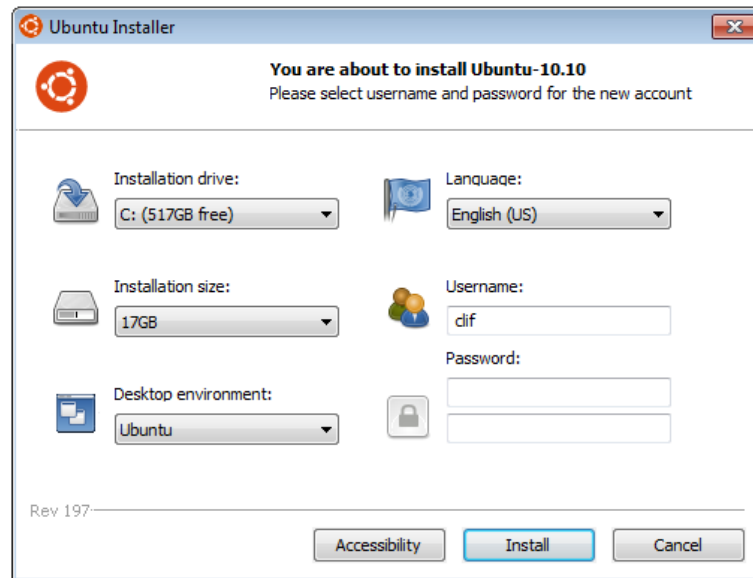 Ubuntu Installer
You are about to install Ubuntu-10.10
Please select username and password for the new account
Installation drive:
C: (517GB free)
Language:
English (US)
Installation size:
17GB
Username:
clif
Password:
Desktop environment:
Ubuntu
Rev 197
Accessibility
Install
Cancel